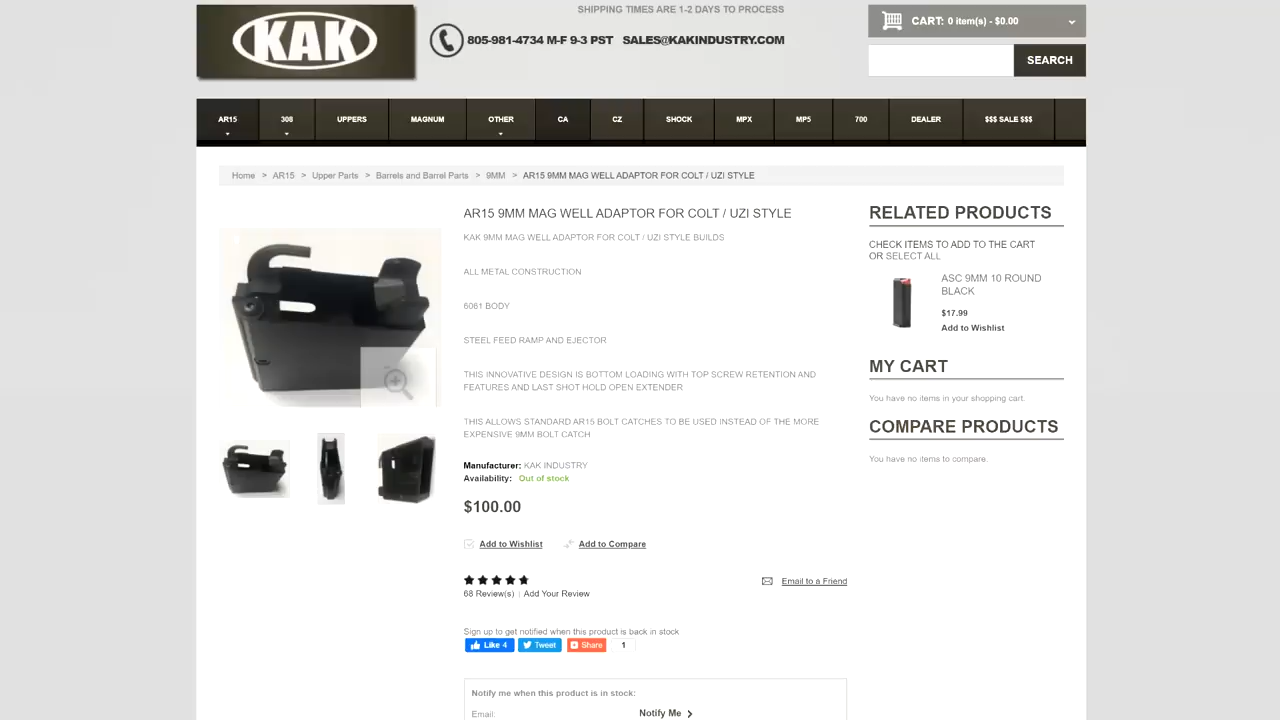 SHIPPING TIMES ARE 1-2 DAYS TO PROCESS
KAK
805-981-4734 M-F 9-3 PST SALES@KAKINDUSTRY.COM
CART: 0 item(s) - $0.00
SEARCH
AR15 308 UPPERS MAGNUM OTHER CA CZ SHOCK MPX MP5 700 DEALER $$$ SALE $$$
Home > AR15 > Upper Parts > Barrels and Barrel Parts > 9MM > AR15 9MM MAG WELL ADAPTOR FOR COLT / UZI STYLE
AR15 9MM MAG WELL ADAPTOR FOR COLT / UZI STYLE
KAK 9MM MAG WELL ADAPTOR FOR COLT / UZI STYLE BUILDS
ALL METAL CONSTRUCTION
6061 BODY
STEEL FEED RAMP AND EJECTOR
THIS INNOVATIVE DESIGN IS BOTTOM LOADING WITH TOP SCREW RETENTION AND
FEATURES AND LAST SHOT HOLD OPEN EXTENDER
THIS ALLOWS STANDARD AR15 BOLT CATCHES TO BE USED INSTEAD OF THE MORE
EXPENSIVE 9MM BOLT CATCH
Manufacturer: KAK INDUSTRY
Availability: Out of stock
$100.00
Add to Wishlist Add to Compare
68 Review(s) | Add Your Review
Email to a Friend
Sign up to get notified when this product is back in stock
Like 4 Tweet Share 1
Notify me when this product is in stock:
Email: Notify Me
RELATED PRODUCTS
CHECK ITEMS TO ADD TO THE CART
OR SELECT ALL
ASC 9MM 10 ROUND
BLACK
$17.99
Add to Wishlist
MY CART
You have no items in your shopping cart.
COMPARE PRODUCTS
You have no items to compare.